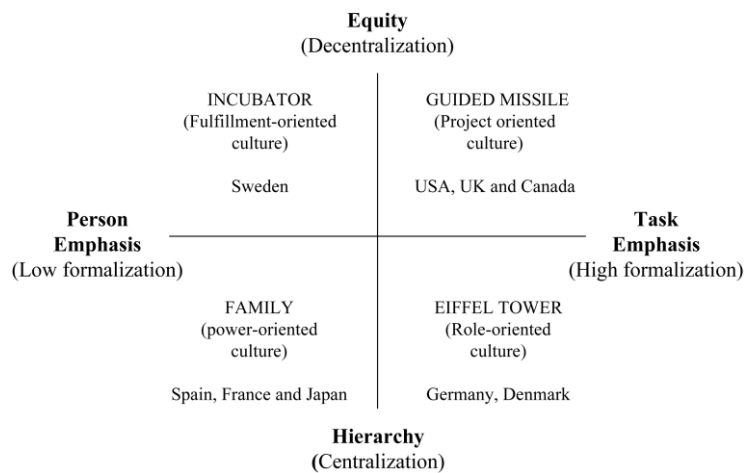 Equity
(Decentralization)
INCUBATOR
(Fulfillment-oriented
culture)
Sweden
GUIDED MISSILE
(Project oriented
culture)
USA, UK and Canada
Person
Emphasis
(Low formalization)
Task
Emphasis
(High formalization)
FAMILY
(power-oriented
culture)
Spain, France and Japan
EIFFEL TOWER
(Role-oriented
culture)
Germany, Denmark
Hierarchy
(Centralization)